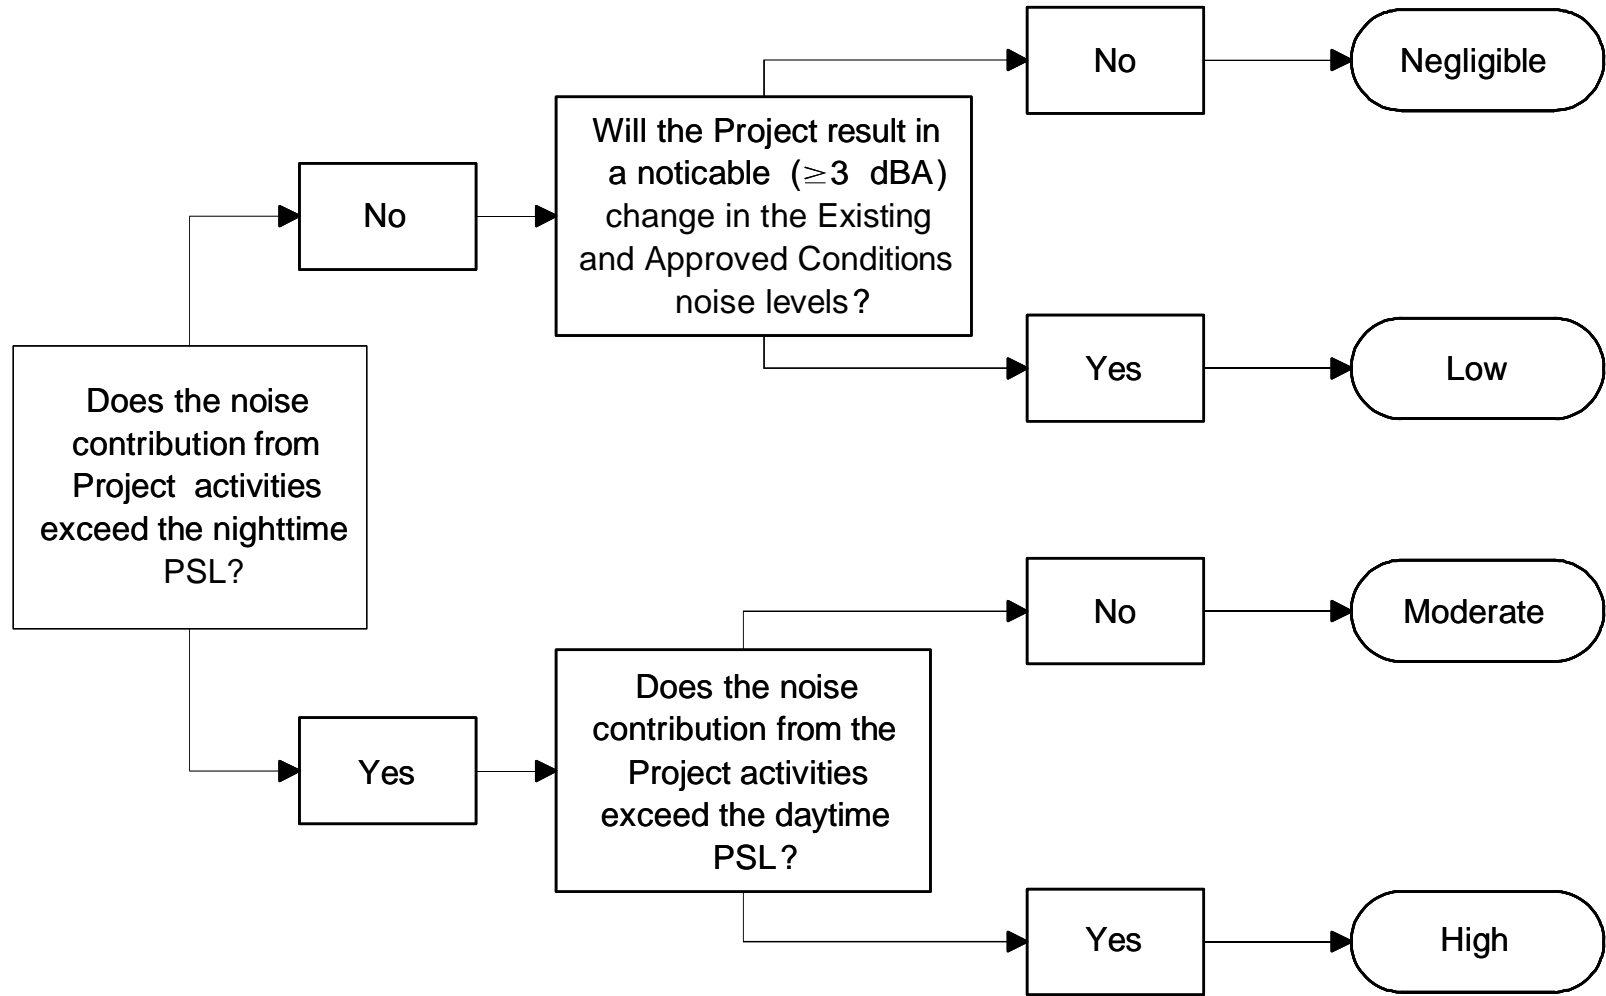 Does the noise
contribution from
Project activities
exceed the nighttime
PSL?
No
Will the Project result in
a noticable (≥3 dBA)
change in the Existing
and Approved Conditions
noise levels?
No
Negligible
Yes
Low
Yes
Does the noise
contribution from the
Project activities
exceed the daytime
PSL?
No
Moderate
Yes
High